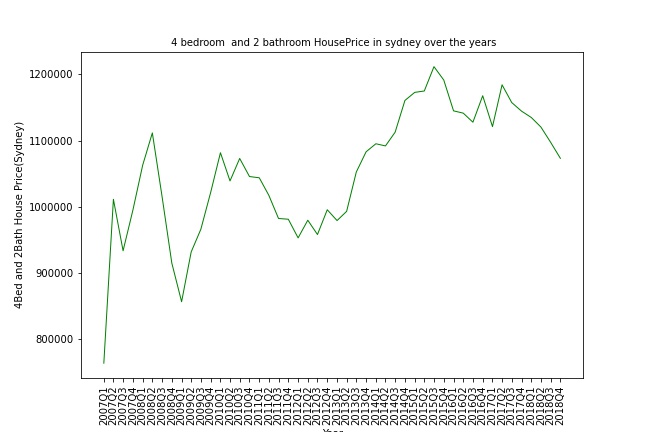 4 bedroom  and 2 bathroom HousePrice in sydney over the years
4Bed and 2Bath House Price(Sydney)
1200000
1100000
1000000
900000
800000
2007Q1
2007Q2
2007Q3
2007Q4
2008Q1
2008Q2
2008Q3
2008Q4
2009Q1
2009Q2
2009Q3
2009Q4
2010Q1
2010Q2
2010Q3
2010Q4
2011Q1
2011Q2
2011Q3
2011Q4
2012Q1
2012Q2
2012Q3
2012Q4
2013Q1
2013Q2
2013Q3
2013Q4
2014Q1
2014Q2
2014Q3
2014Q4
2015Q1
2015Q2
2015Q3
2015Q4
2016Q1
2016Q2
2016Q3
2016Q4
2017Q1
2017Q2
2017Q3
2017Q4
2018Q1
2018Q2
2018Q3
2018Q4
Year